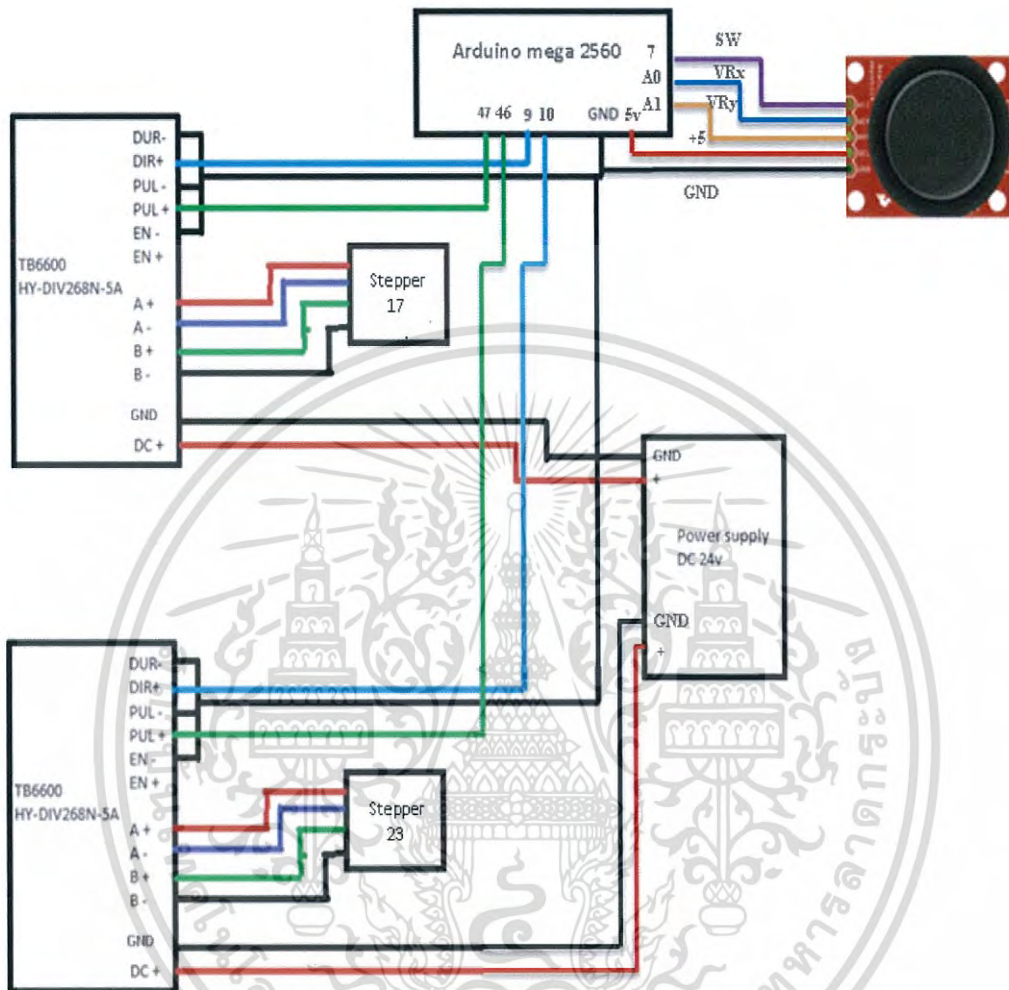 Arduino mega 2560
7
A0
A1
47 46 9 10 GND 5v
SW
VRx
VRy
+5
GND
DUR-
DIR+
PUL -
PUL +
EN -
EN +
TB6600
HY-DIV268N-5A
A +
A -
B +
B -
GND
DC +
Stepper
17
GND
+
Power supply
DC 24v
GND
+
DUR-
DIR+
PUL -
PUL+
EN -
EN +
TB6600
HY-DIV268N-5A
A +
A -
B +
B -
GND
DC +
Stepper
23